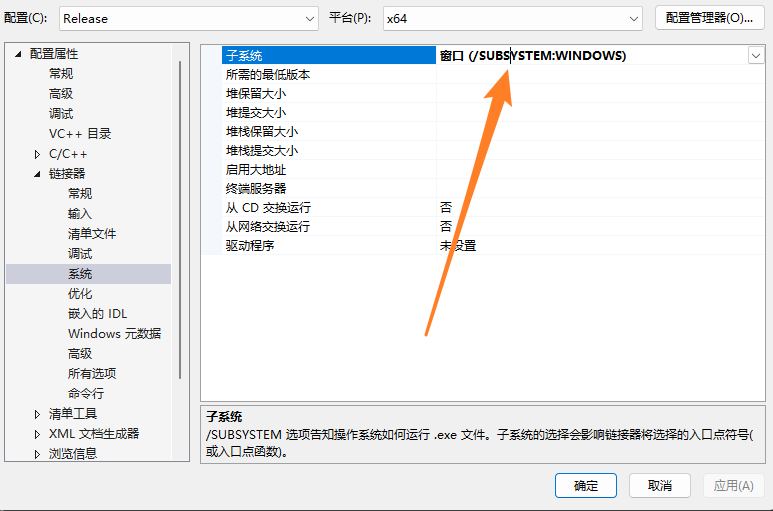 配置(C): Release 平台(P): x64 配置管理器(O)...
配置属性
常规
高级
调试
VC++ 目录
C/C++
链接器
常规
输入
清单文件
调试
系统
优化
嵌入的 IDL
Windows 元数据
高级
所有选项
命令行
清单工具
XML 文档生成器
浏览信息
子系统 窗口 (/SUBSYSTEM:WINDOWS)
所需的最低版本
堆保留大小
堆提交大小
堆栈保留大小
堆栈提交大小
启用大地址
终端服务器
从 CD 交换运行 否
从网络交换运行 否
驱动程序 未设置
子系统
/SUBSYSTEM 选项告知操作系统如何运行 .exe 文件。子系统的选择会影响链接器将选择的入口点符号(
或入口点函数)。
确定 取消 应用(A)